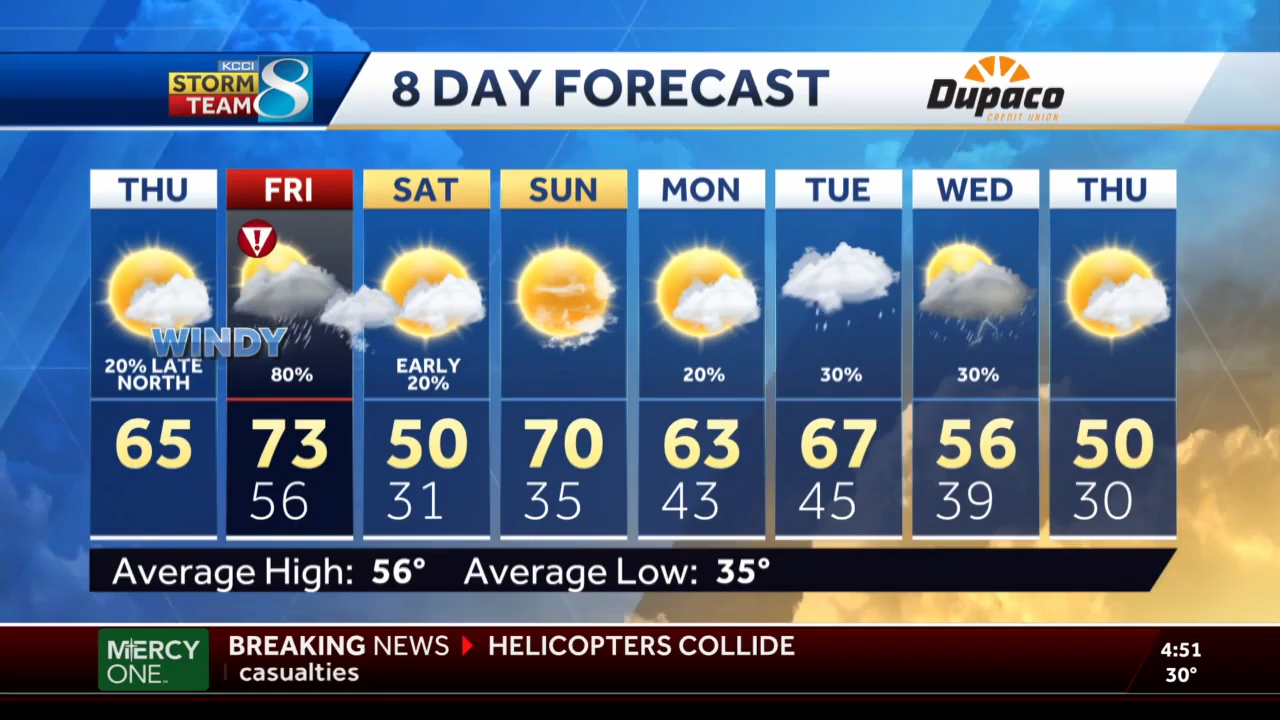 KCCI
STORM
TEAM
8
8 DAY FORECAST
Dupaco
CREDIT UNION
THU
FRI
SAT
SUN
MON
TUE
WED
THU
!
WINDY
20% LATE
NORTH
80%
EARLY
20%
20%
30%
30%
65
73
50
70
63
67
56
50
56
31
35
43
45
39
30
Average High: 56° Average Low: 35°
MERCY
ONE
BREAKING NEWS HELICOPTERS COLLIDE
casualties
4:51
30°